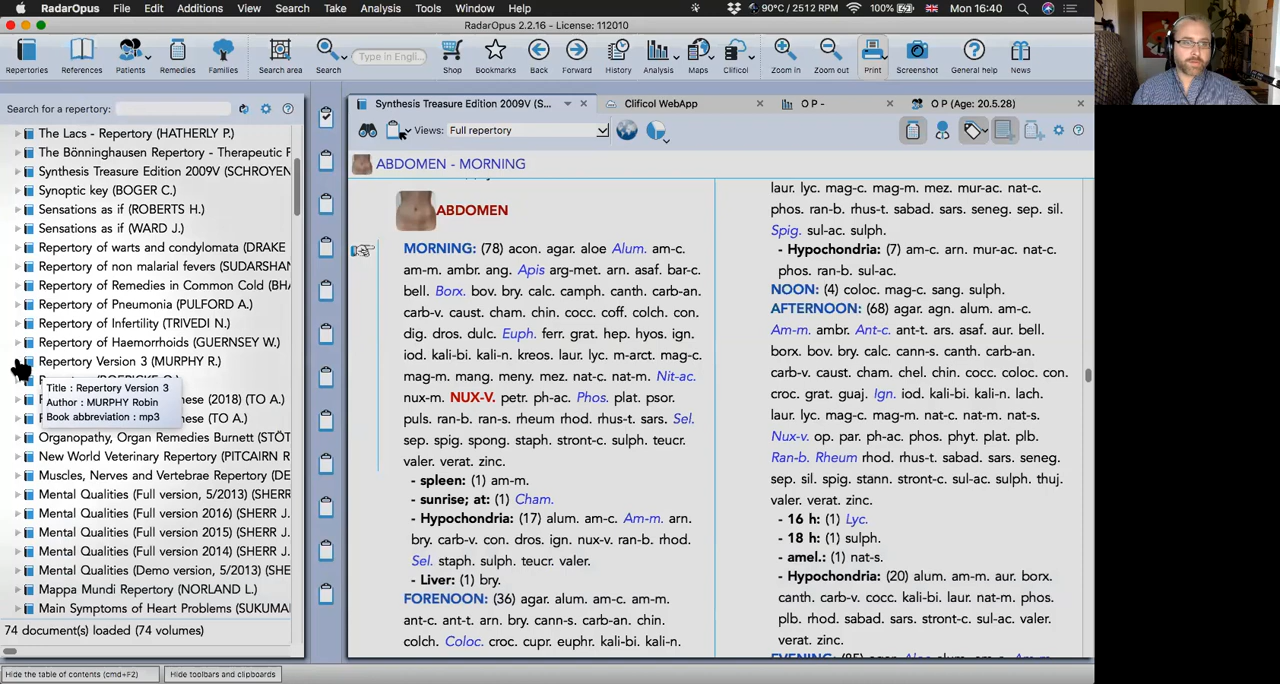 RadarOpus File Edit Additions View Search Take Analysis Tools Window Help 90°C / 2512 RPM 100% Mon 16:40
RadarOpus 2.2.16 - License: 112010
Repertories References Patients Remedies Families Search area Search Type in Engli... Shop Bookmarks Back Forward History Analysis Maps Clificol Zoom in Zoom out Print Screenshot General help News
Search for a repertory:
The Lacs - Repertory (HATHERLY P.)
The Bönninghausen Repertory - Therapeutic F
Synthesis Treasure Edition 2009V (SCHROYEN
Synoptic key (BOGER C.)
Sensations as if (ROBERTS H.)
Sensations as if (WARD J.)
Repertory of warts and condylomata (DRAKE
Repertory of non malarial fevers (SUDARSHAN
Repertory of Remedies in Common Cold (BHA
Repertory of Pneumonia (PULFORD A.)
Repertory of Infertility (TRIVEDI N.)
Repertory of Haemorrhoids (GUERNSEY W.)
Repertory Version 3 (MURPHY R.)
Title : Repertory Version 3
Author : MURPHY Robin
Book abbreviation : mp3
nese (2018) (TO A.)
nese (TO A.)
Organopathy, Organ Remedies Burnett (STÖT
New World Veterinary Repertory (PITCAIRN R
Muscles, Nerves and Vertebrae Repertory (DE
Mental Qualities (Full version, 5/2013) (SHERR
Mental Qualities (Full version 2016) (SHERR J.
Mental Qualities (Full version 2015) (SHERR J.
Mental Qualities (Full version 2014) (SHERR J.
Mental Qualities (Demo version, 5/2013) (SHE
Mappa Mundi Repertory (NORLAND L.)
Main Symptoms of Heart Problems (SUKUMA
74 document(s) loaded (74 volumes)
Hide the table of contents (cmd+F2) Hide toolbars and clipboards
Synthesis Treasure Edition 2009V (S... Clificol WebApp O P - O P (Age: 20.5.28)
Views: Full repertory
ABDOMEN - MORNING
ABDOMEN
MORNING: (78) acon. agar. aloe Alum. am-c.
am-m. ambr. ang. Apis arg-met. arn. asaf. bar-c.
bell. Borx. bov. bry. calc. camph. canth. carb-an.
carb-v. caust. cham. chin. cocc. coff. colch. con.
dig. dros. dulc. Euph. ferr. grat. hep. hyos. ign.
iod. kali-bi. kali-n. kreos. laur. lyc. m-arct. mag-c.
mag-m. mang. meny. mez. nat-c. nat-m. Nit-ac.
nux-m. NUX-V. petr. ph-ac. Phos. plat. psor.
puls. ran-b. ran-s. rheum rhod. rhus-t. sars. Sel.
sep. spig. spong. staph. stront-c. sulph. teucr.
valer. verat. zinc.
- spleen: (1) am-m.
- sunrise; at: (1) Cham.
- Hypochondria: (17) alum. am-c. Am-m. arn.
bry. carb-v. con. dros. ign. nux-v. ran-b. rhod.
Sel. staph. sulph. teucr. valer.
- Liver: (1) bry.
FORENOON: (36) agar. alum. am-c. am-m.
ant-c. ant-t. arn. bry. cann-s. carb-an. chin.
colch. Coloc. croc. cupr. euphr. kali-bi. kali-n.
laur. lyc. mag-c. mag-m. mez. mur-ac. nat-c.
phos. ran-b. rhus-t. sabad. sars. seneg. sep. sil.
Spig. sul-ac. sulph.
- Hypochondria: (7) am-c. arn. mur-ac. nat-c.
phos. ran-b. sul-ac.
NOON: (4) coloc. mag-c. sang. sulph.
AFTERNOON: (68) agar. agn. alum. am-c.
Am-m. ambr. Ant-c. ant-t. ars. asaf. aur. bell.
borx. bov. bry. calc. cann-s. canth. carb-an.
carb-v. caust. cham. chel. chin. cocc. coloc. con.
croc. grat. guaj. Ign. iod. kali-bi. kali-n. lach.
laur. lyc. mag-c. mag-m. nat-c. nat-m. nat-s.
Nux-v. op. par. ph-ac. phos. phyt. plat. plb.
Ran-b. Rheum rhod. rhus-t. sabad. sars. seneg.
sep. sil. spig. stann. stront-c. sul-ac. sulph. thuj.
valer. verat. zinc.
- 16 h: (1) Lyc.
- 18 h: (1) sulph.
- amel.: (1) nat-s.
- Hypochondria: (20) alum. am-m. aur. borx.
canth. carb-v. cocc. kali-bi. laur. nat-m. phos.
plb. rhod. sabad. sars. stront-c. sul-ac. valer.
verat. zinc.